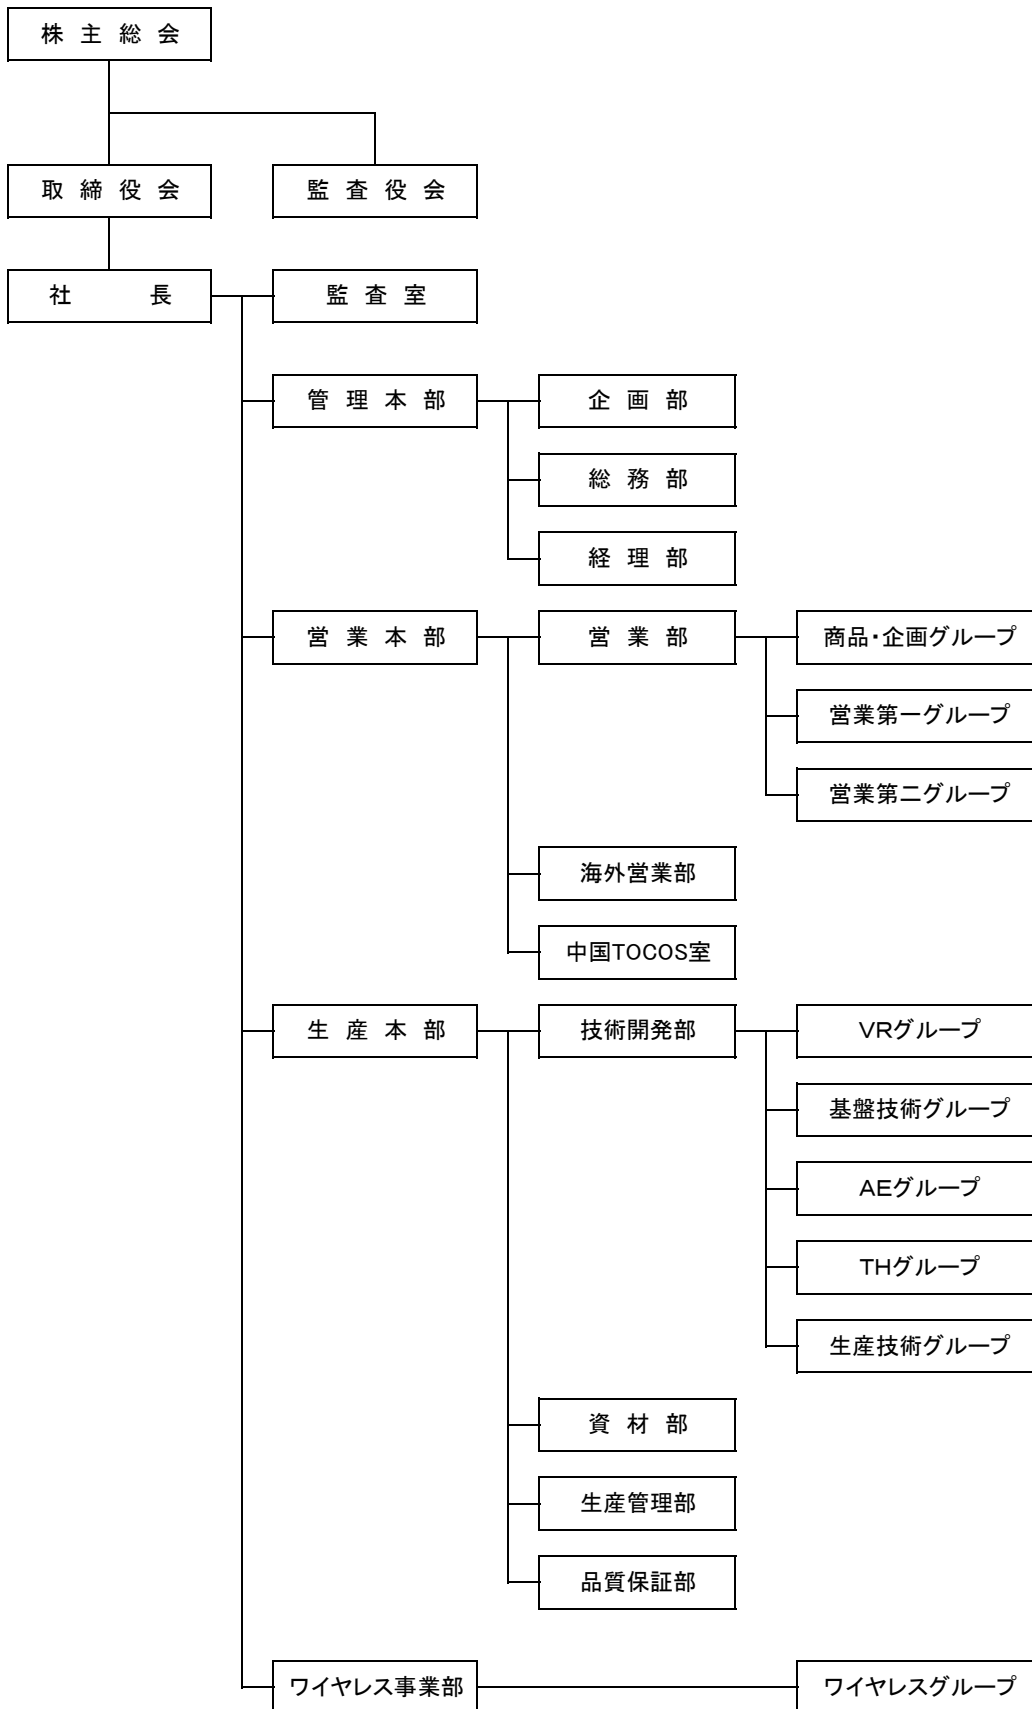 株 主 総 会
取 締 役 会
監 査 役 会
社 長
監 査 室
管 理 本 部
企 画 部
総 務 部
経 理 部
営 業 本 部
営 業 部
商品・企画グループ
営業第一グループ
営業第二グループ
海外営業部
中国TOCOS室
生 産 本 部
技術開発部
VRグループ
基盤技術グループ
AEグループ
THグループ
生産技術グループ
資 材 部
生産管理部
品質保証部
ワイヤレス事業部
ワイヤレスグループ